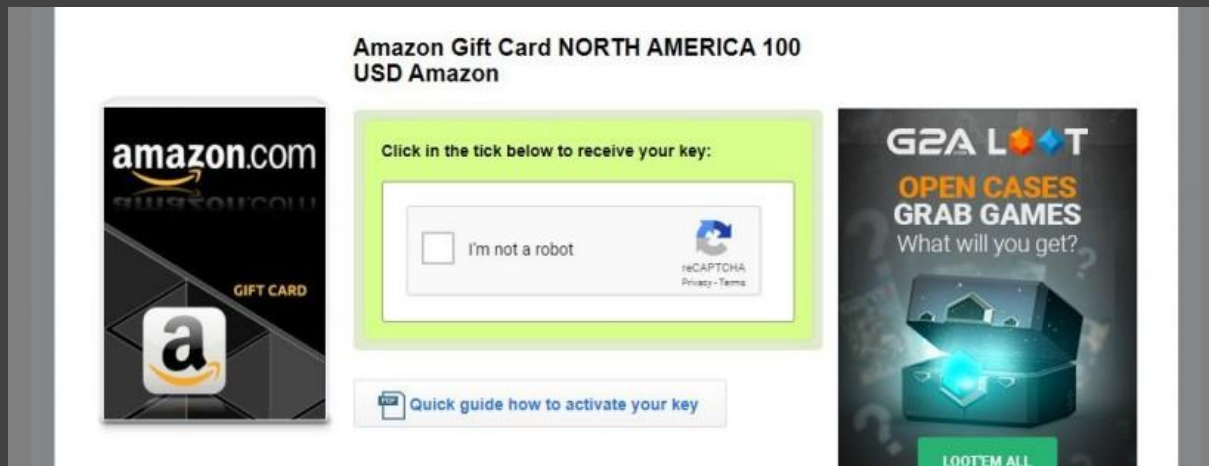 Amazon Gift Card NORTH AMERICA 100
USD Amazon
amazon.com
GIFT CARD
a
Click in the tick below to receive your key:
I'm not a robot
reCAPTCHA
Privacy - Terms
PDF
Quick guide how to activate your key
G2A LOOT
OPEN CASES
GRAB GAMES
What will you get?
LOOT'EM ALL